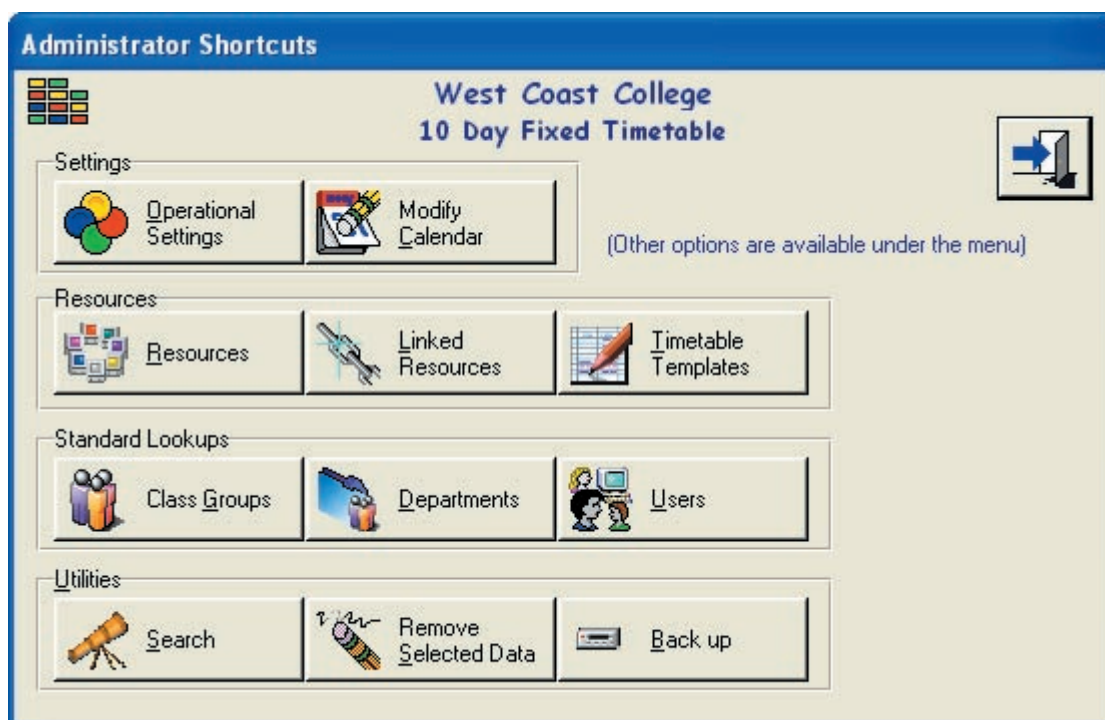 Administrator Shortcuts
West Coast College
10 Day Fixed Timetable
Settings
Operational
Settings
Modify
Calendar
(Other options are available under the menu)
Resources
Resources
Linked
Resources
Timetable
Templates
Standard Lookups
Class Groups
Departments
Users
Utilities
Search
Remove
Selected Data
Back up